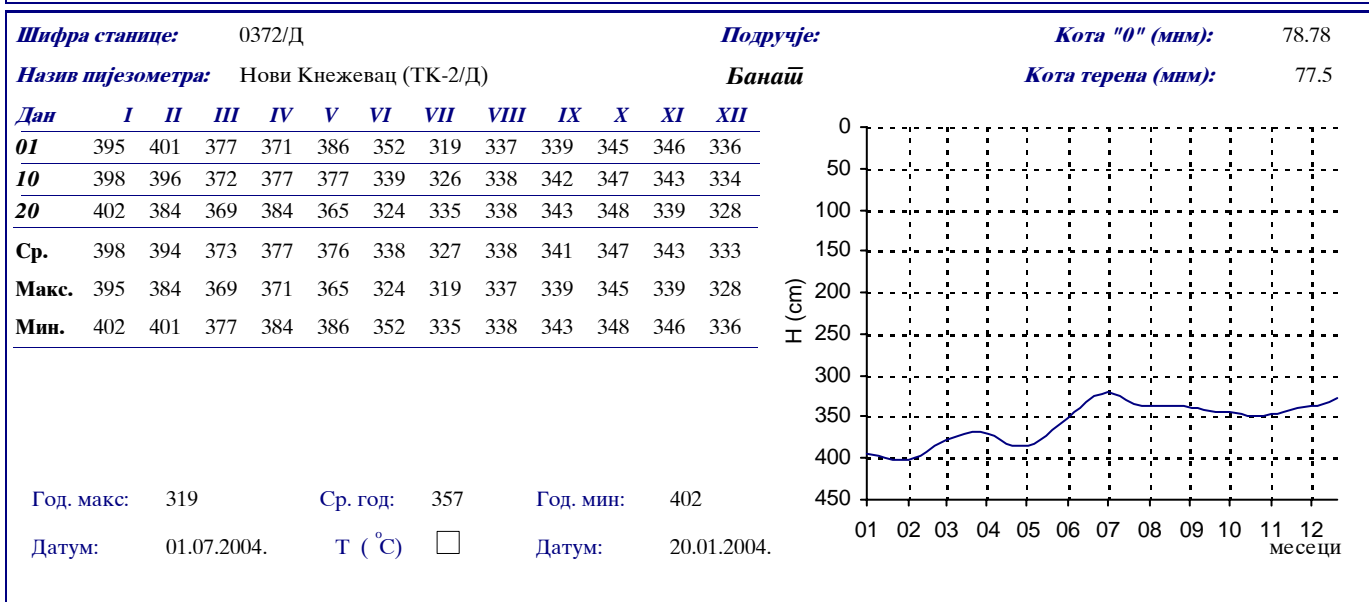 Шифра станице: 0372/Д Подручје: Кота "0" (мнм): 78.78
Назив пијезометра: Нови Кнежевац (ТК-2/Д) Банат Кота терена (мнм): 77.5
Дан I II III IV V VI VII VIII IX X XI XII
01 395 401 377 371 386 352 319 337 339 345 346 336
10 398 396 372 377 377 339 326 338 342 347 343 334
20 402 384 369 384 365 324 335 338 343 348 339 328
Ср. 398 394 373 377 376 338 327 338 341 347 343 333
Макс. 395 384 369 371 365 324 319 337 339 345 339 328
Мин. 402 401 377 384 386 352 335 338 343 348 346 336
0
50
100
150
200
250
300
350
400
450
H (cm)
01 02 03 04 05 06 07 08 09 10 11 12
месеци
Год. макс: 319 Ср. год: 357 Год. мин: 402
Датум: 01.07.2004. Т ( °C) Датум: 20.01.2004.